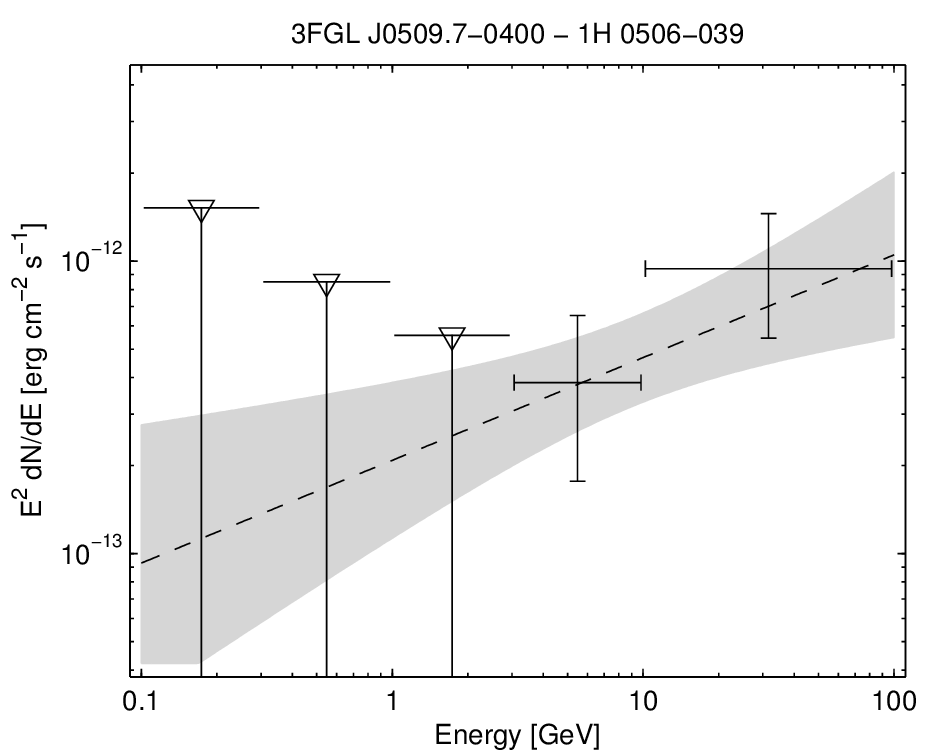 3FGL J0509.7−0400 − 1H 0506−039
E² dN/dE [erg cm⁻² s⁻¹]
10⁻¹²
10⁻¹³
0.1 1 10 100
Energy [GeV]